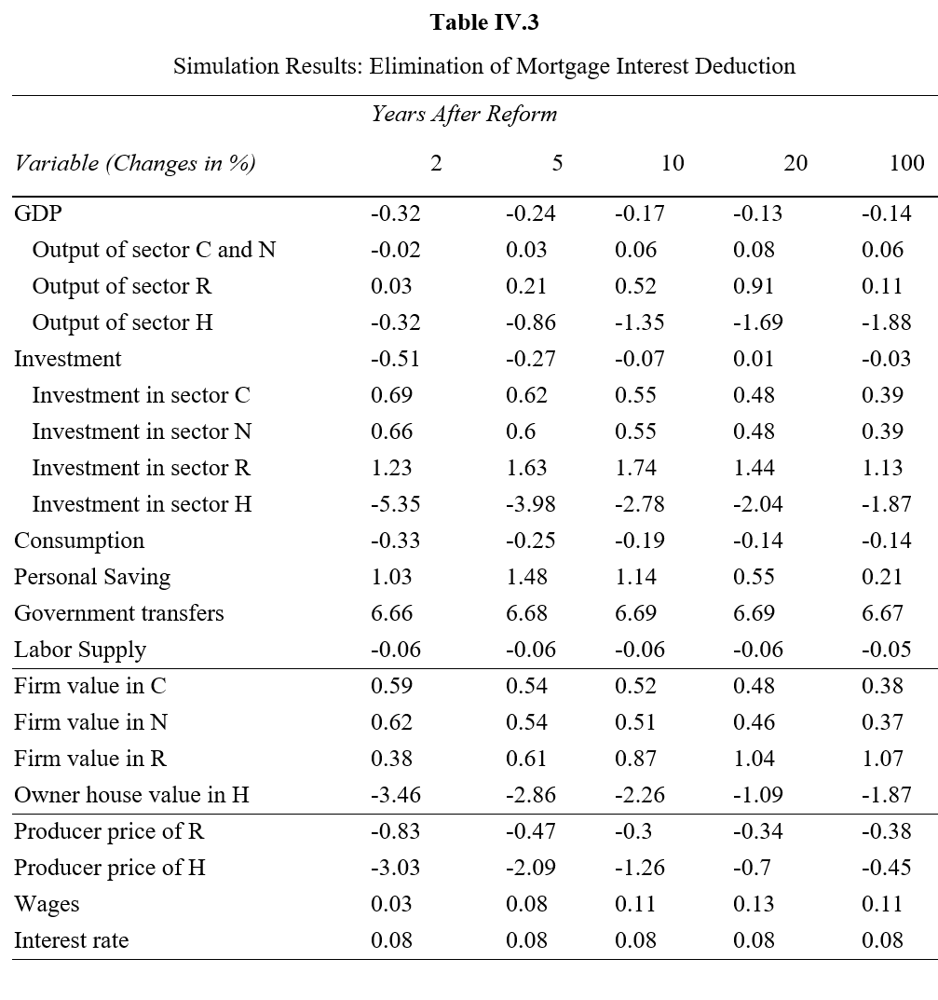 Table IV.3
Simulation Results: Elimination of Mortgage Interest Deduction
Years After Reform
Variable (Changes in %) 2 5 10 20 100
GDP -0.32 -0.24 -0.17 -0.13 -0.14
Output of sector C and N -0.02 0.03 0.06 0.08 0.06
Output of sector R 0.03 0.21 0.52 0.91 0.11
Output of sector H -0.32 -0.86 -1.35 -1.69 -1.88
Investment -0.51 -0.27 -0.07 0.01 -0.03
Investment in sector C 0.69 0.62 0.55 0.48 0.39
Investment in sector N 0.66 0.6 0.55 0.48 0.39
Investment in sector R 1.23 1.63 1.74 1.44 1.13
Investment in sector H -5.35 -3.98 -2.78 -2.04 -1.87
Consumption -0.33 -0.25 -0.19 -0.14 -0.14
Personal Saving 1.03 1.48 1.14 0.55 0.21
Government transfers 6.66 6.68 6.69 6.69 6.67
Labor Supply -0.06 -0.06 -0.06 -0.06 -0.05
Firm value in C 0.59 0.54 0.52 0.48 0.38
Firm value in N 0.62 0.54 0.51 0.46 0.37
Firm value in R 0.38 0.61 0.87 1.04 1.07
Owner house value in H -3.46 -2.86 -2.26 -1.09 -1.87
Producer price of R -0.83 -0.47 -0.3 -0.34 -0.38
Producer price of H -3.03 -2.09 -1.26 -0.7 -0.45
Wages 0.03 0.08 0.11 0.13 0.11
Interest rate 0.08 0.08 0.08 0.08 0.08